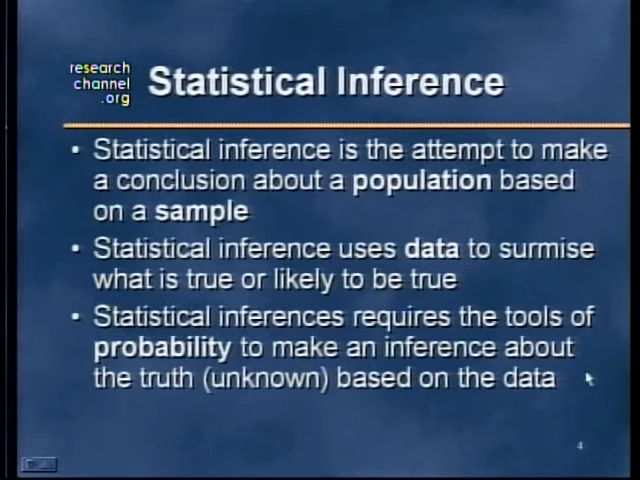 research
channel
.org
Statistical Inference
• Statistical inference is the attempt to make
a conclusion about a population based
on a sample
• Statistical inference uses data to surmise
what is true or likely to be true
• Statistical inferences requires the tools of
probability to make an inference about
the truth (unknown) based on the data
4